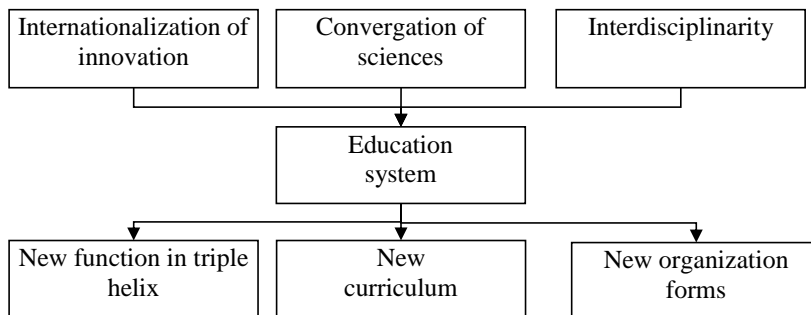 Internationalization of
innovation
Convergation of
sciences
Interdisciplinarity
Education
system
New function in triple
helix
New
curriculum
New organization
forms